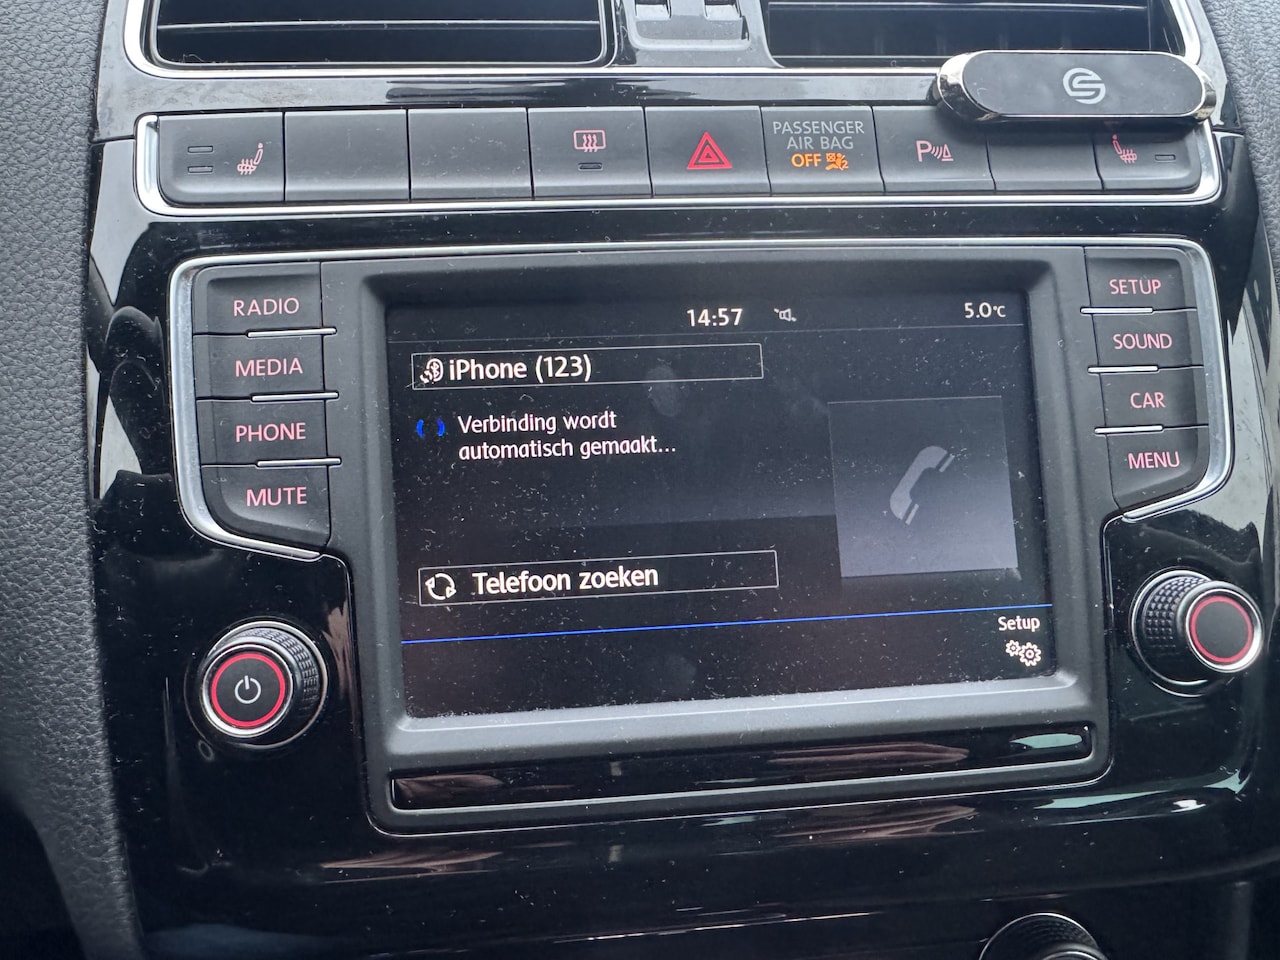 PASSENGER
AIR BAG
OFF
P
RADIO
MEDIA
PHONE
MUTE
14:57
5.0°C
iPhone (123)
Verbinding wordt
automatisch gemaakt...
Telefoon zoeken
Setup
SETUP
SOUND
CAR
MENU